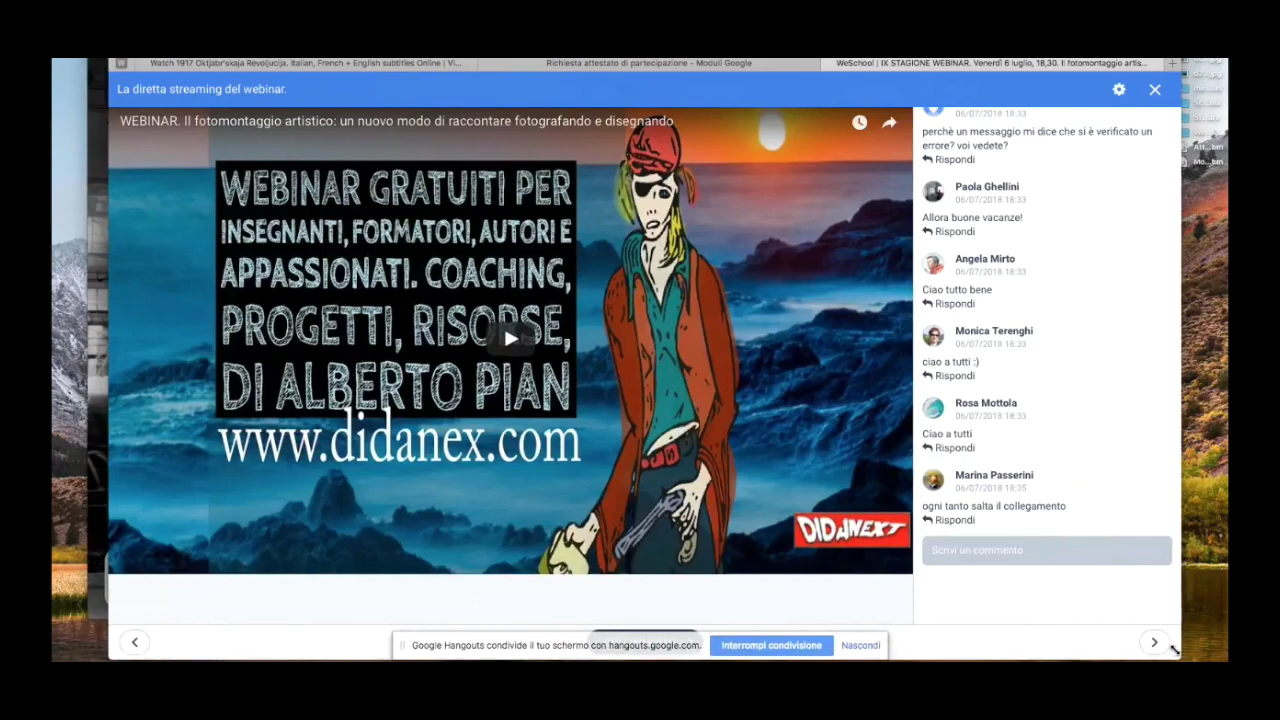 Watch 1917 Oktjabr'skaja Revoljucija. Italian, French + English subtitles Online | Vi...
Richiesta attestato di partecipazione - Moduli Google
WeSchool | IX STAGIONE WEBINAR. Venerdì 6 luglio, 18,30. Il fotomontaggio artis...
La diretta streaming del webinar.
WEBINAR. Il fotomontaggio artistico: un nuovo modo di raccontare fotografando e disegnando
WEBINAR GRATUITI PER
INSEGNANTI, FORMATORI, AUTORI E
APPASSIONATI. COACHING,
PROGETTI, RISORSE,
DI ALBERTO PIAN
www.didanex.com
DIDANEXT
06/07/2018 18:33
perchè un messaggio mi dice che si è verificato un
errore? voi vedete?
Rispondi
Paola Ghellini
06/07/2018 18:33
Allora buone vacanze!
Rispondi
Angela Mirto
06/07/2018 18:33
Ciao tutto bene
Rispondi
Monica Terenghi
06/07/2018 18:33
ciao a tutti :)
Rispondi
Rosa Mottola
06/07/2018 18:33
Ciao a tutti
Rispondi
Marina Passerini
06/07/2018 18:35
ogni tanto salta il collegamento
Rispondi
Scrivi un commento
Google Hangouts condivide il tuo schermo con hangouts.google.com.
Interrompi condivisione
Nascondi